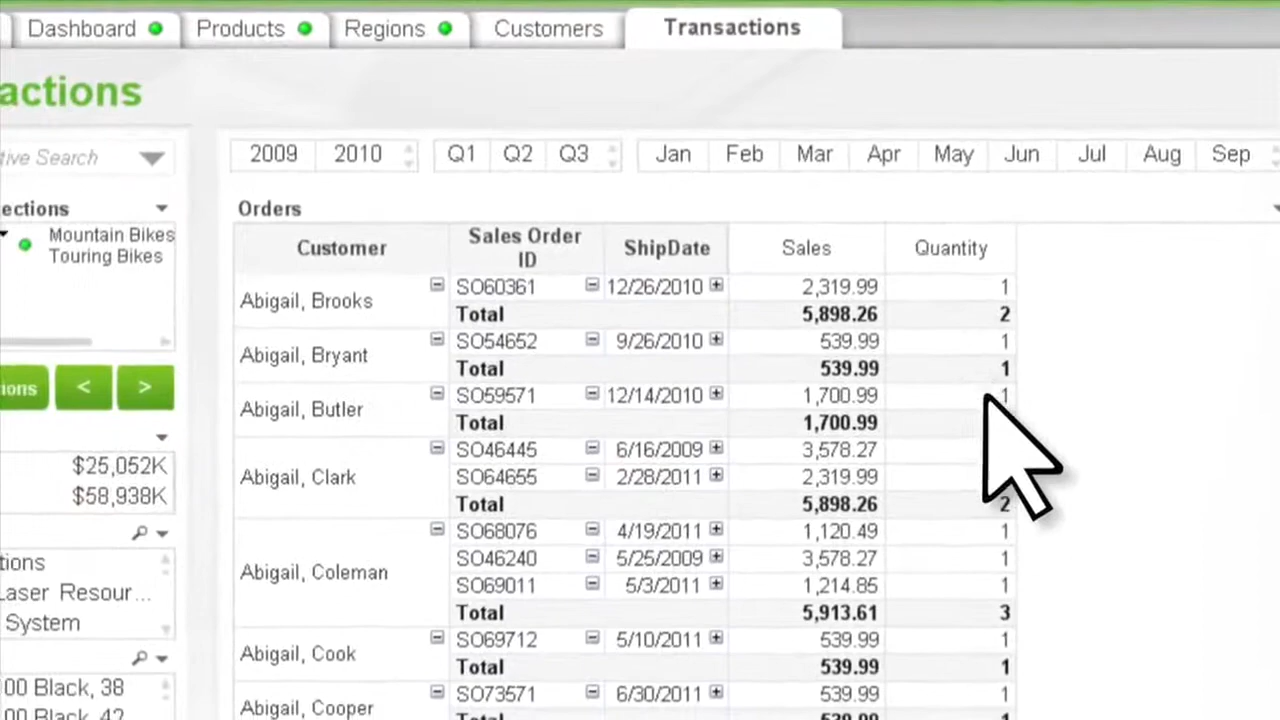 Dashboard Products Regions Customers Transactions
actions
tive Search
2009 2010 Q1 Q2 Q3 Jan Feb Mar Apr May Jun Jul Aug Sep
ections
Mountain Bikes
Touring Bikes
ions < >
$25,052K
$58,938K
tions
Laser Resour...
System
00 Black, 38
00 Black, 42
Orders
Customer Sales Order ID ShipDate Sales Quantity
Abigail, Brooks SO60361 12/26/2010 2,319.99 1
Total 5,898.26 2
Abigail, Bryant SO54652 9/26/2010 539.99 1
Total 539.99 1
Abigail, Butler SO59571 12/14/2010 1,700.99 1
Total 1,700.99
Abigail, Clark SO46445 6/16/2009 3,578.27
SO64655 2/28/2011 2,319.99
Total 5,898.26 2
Abigail, Coleman SO68076 4/19/2011 1,120.49 1
SO46240 5/25/2009 3,578.27 1
SO69011 5/3/2011 1,214.85 1
Total 5,913.61 3
Abigail, Cook SO69712 5/10/2011 539.99 1
Total 539.99 1
Abigail, Cooper SO73571 6/30/2011 539.99 1
Total 539.99 1